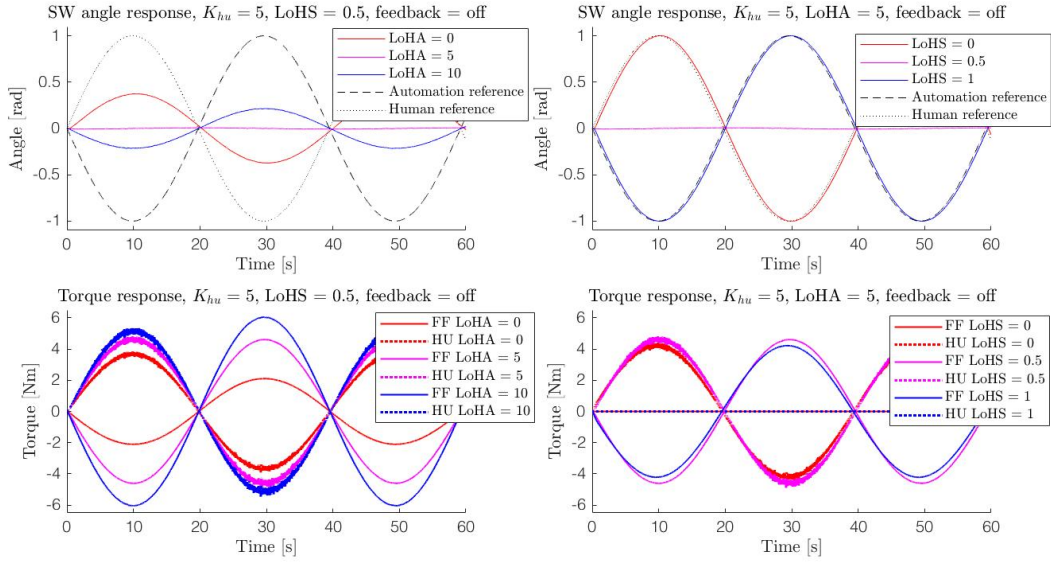 SW angle response, K_hu = 5, LoHS = 0.5, feedback = off
1
0.5
0
-0.5
-1
Angle [rad]
LoHA = 0
LoHA = 5
LoHA = 10
Automation reference
Human reference
0 10 20 30 40 50 60
Time [s]
SW angle response, K_hu = 5, LoHA = 5, feedback = off
1
0.5
0
-0.5
-1
Angle [rad]
LoHS = 0
LoHS = 0.5
LoHS = 1
Automation reference
Human reference
0 10 20 30 40 50 60
Time [s]
Torque response, K_hu = 5, LoHS = 0.5, feedback = off
6
4
2
0
-2
-4
-6
Torque [Nm]
FF LoHA = 0
HU LoHA = 0
FF LoHA = 5
HU LoHA = 5
FF LoHA = 10
HU LoHA = 10
0 10 20 30 40 50 60
Time [s]
Torque response, K_hu = 5, LoHA = 5, feedback = off
6
4
2
0
-2
-4
-6
Torque [Nm]
FF LoHS = 0
HU LoHS = 0
FF LoHS = 0.5
HU LoHS = 0.5
FF LoHS = 1
HU LoHS = 1
0 10 20 30 40 50 60
Time [s]